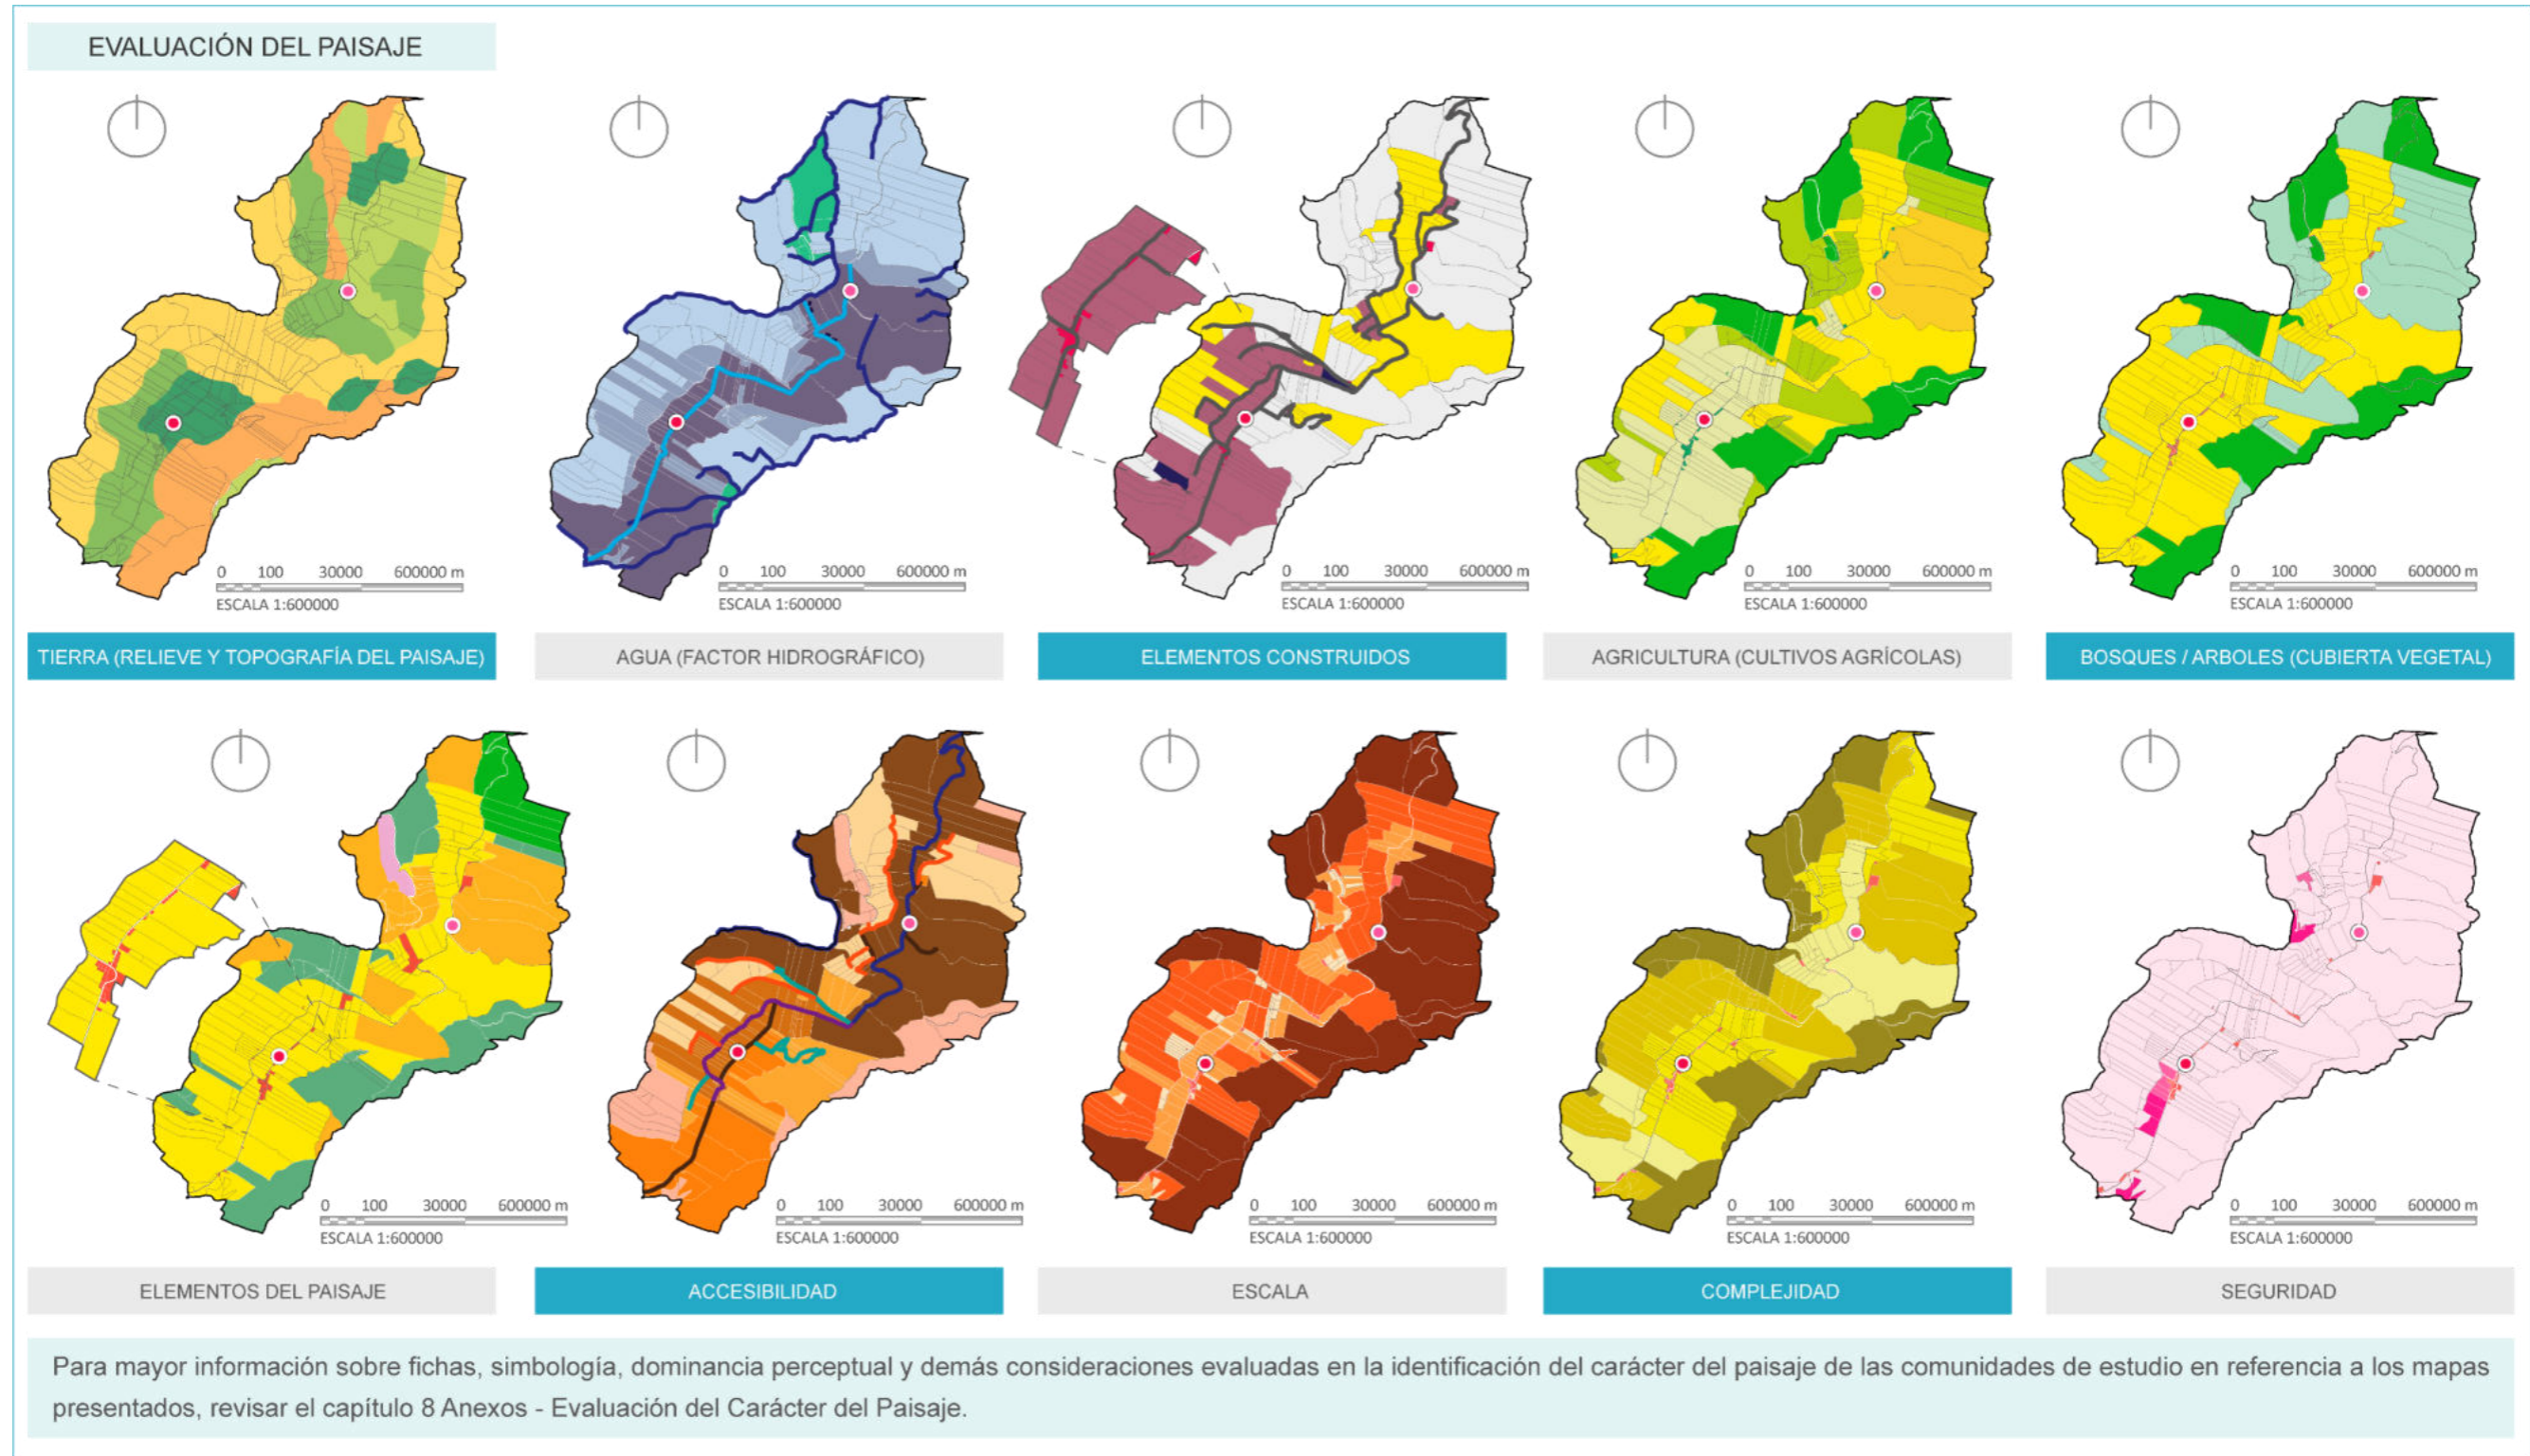 EVALUACIÓN DEL PAISAJE
0 100 30000 600000 m
ESCALA 1:600000
0 100 30000 600000 m
ESCALA 1:600000
0 100 30000 600000 m
ESCALA 1:600000
0 100 30000 600000 m
ESCALA 1:600000
0 100 30000 600000 m
ESCALA 1:600000
TIERRA (RELIEVE Y TOPOGRAFÍA DEL PAISAJE)
AGUA (FACTOR HIDROGRÁFICO)
ELEMENTOS CONSTRUIDOS
AGRICULTURA (CULTIVOS AGRÍCOLAS)
BOSQUES / ARBOLES (CUBIERTA VEGETAL)
0 100 30000 600000 m
ESCALA 1:600000
0 100 30000 600000 m
ESCALA 1:600000
0 100 30000 600000 m
ESCALA 1:600000
0 100 30000 600000 m
ESCALA 1:600000
0 100 30000 600000 m
ESCALA 1:600000
ELEMENTOS DEL PAISAJE
ACCESIBILIDAD
ESCALA
COMPLEJIDAD
SEGURIDAD
Para mayor información sobre fichas, simbología, dominancia perceptual y demás consideraciones evaluadas en la identificación del carácter del paisaje de las comunidades de estudio en referencia a los mapas
presentados, revisar el capítulo 8 Anexos - Evaluación del Carácter del Paisaje.